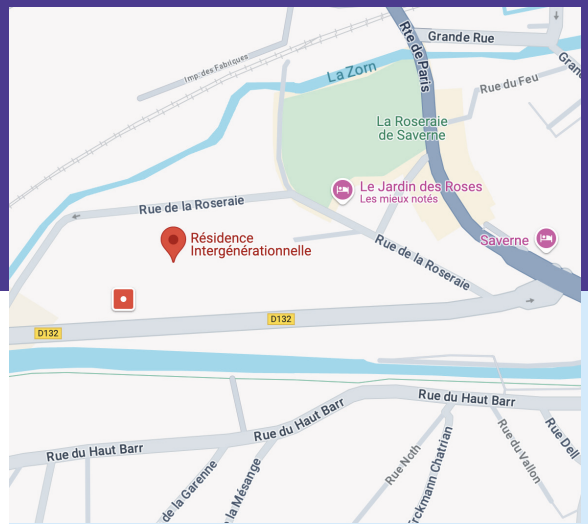 Rte de Paris
Grande Rue
Imp. des Fabriques
La Zorn
Rue du Feu
La Roseraie
de Saverne
Le Jardin des Roses
Les mieux notés
Rue de la Roseraie
Résidence
Intergénérationnelle
Rue de la Roseraie
Saverne
D132
D132
Rue du Haut Barr
Rue du Haut Barr
Rue du Haut Barr
de la Garenne
la Mésange
Rue Noth
rckmann Chatrian
Rue du Vallon
Rue Dell